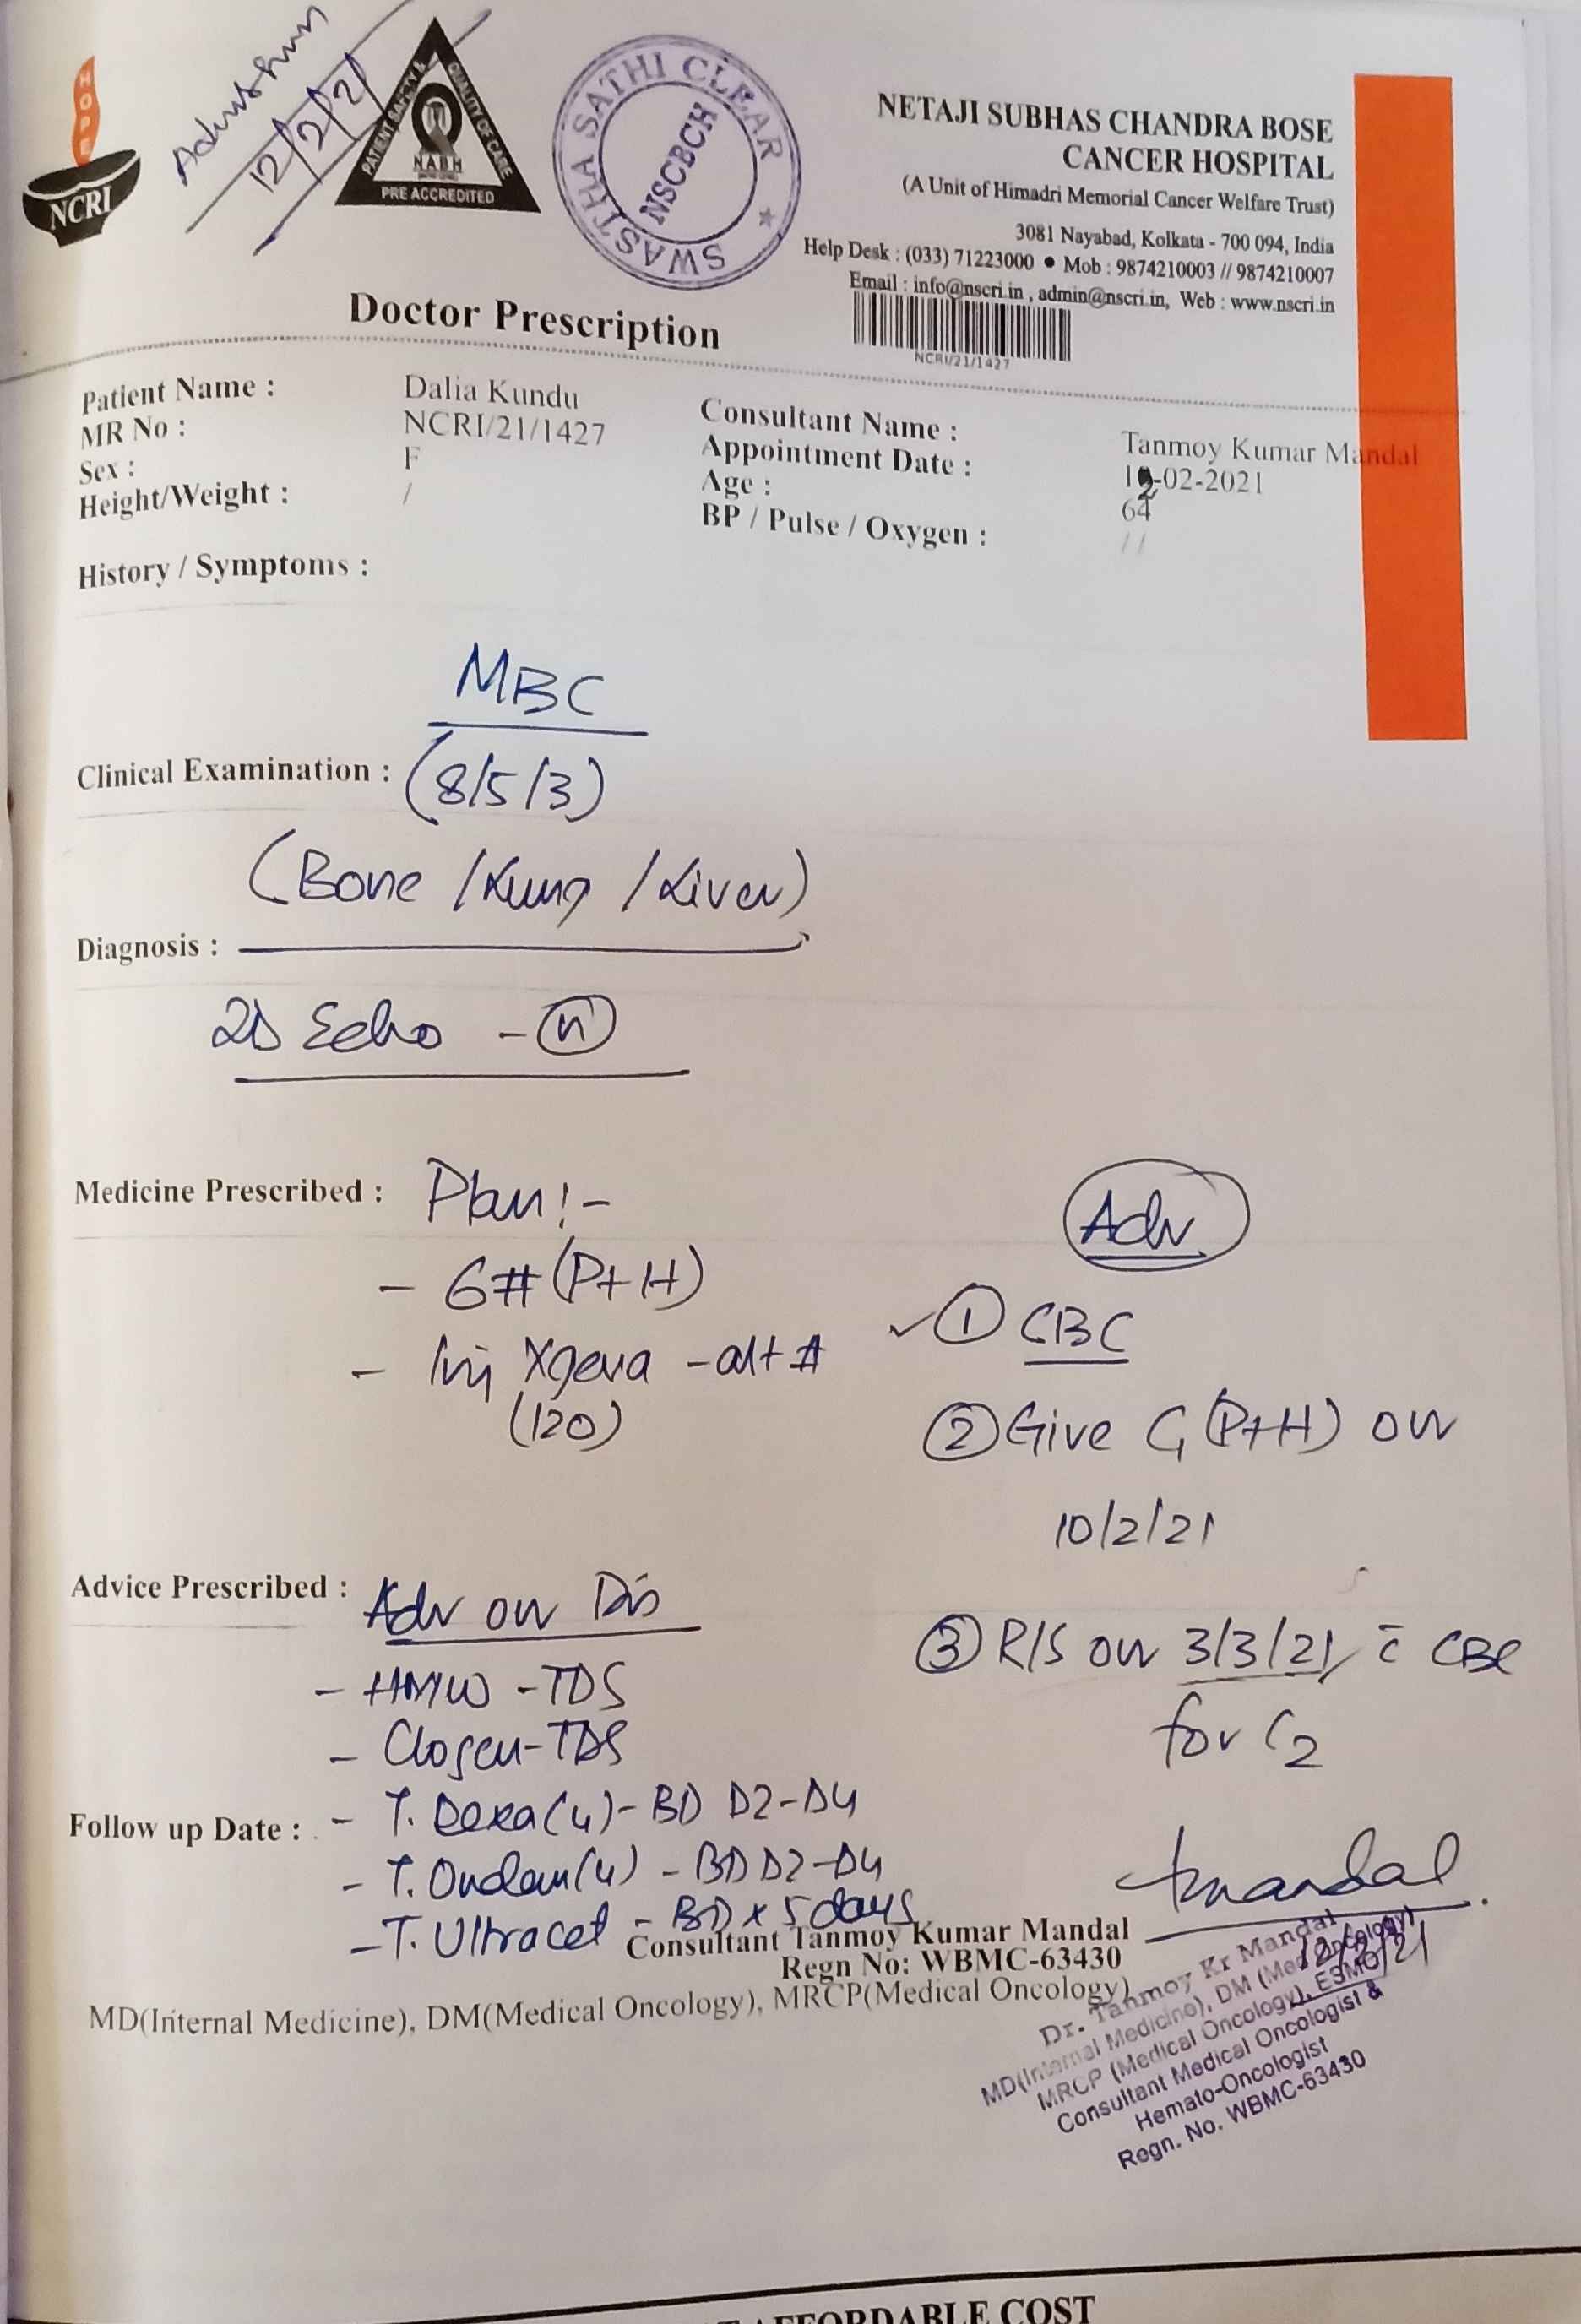 HOPE
NCRI
Admission
12/2/21
PATIENT SAFETY & QUALITY OF CARE
NABH
PRE ACCREDITED
SWASTHA SATHI CLEAR
NSCBCH
NETAJI SUBHAS CHANDRA BOSE
CANCER HOSPITAL
(A Unit of Himadri Memorial Cancer Welfare Trust)
3081 Nayabad, Kolkata - 700 094, India
Help Desk : (033) 71223000 • Mob : 9874210003 // 9874210007
Email : info@nscri.in , admin@nscri.in, Web : www.nscri.in
NCRI/21/1427
Doctor Prescription
Patient Name : Dalia Kundu
MR No : NCRI/21/1427
Sex : F
Height/Weight : /
Consultant Name : Tanmoy Kumar Mandal
Appointment Date : 12-02-2021
Age : 64
BP / Pulse / Oxygen : / /
History / Symptoms :
MBC
Clinical Examination : (8/5/3)
(Bone / Lung / Liver)
Diagnosis :
2D Echo - (n)
Medicine Prescribed : Plan :-
- 6# (P+H)
- Inj Xgeva - alt #
(120)
Adv
① CBC
② Give C1 (P+H) on
10/2/21
③ R/S on 3/3/21 c̄ CBC
for C2
Advice Prescribed : Adv on Dis
- HMW - TDS
- Closen - TDS
Follow up Date : - T. Dexa (4) - BD D2-D4
- T. Ondem (4) - BD D2-D4
- T. Ultracet - BD x 5 days
Tmandal
12/2/21
Consultant Tanmoy Kumar Mandal
Regn No: WBMC-63430
MD(Internal Medicine), DM(Medical Oncology), MRCP(Medical Oncology)
Dr. Tanmoy Kr Mandal
MD(Internal Medicine), DM (Med Oncology)
MRCP (Medical Oncology), ESMO
Consultant Medical Oncologist &
Hemato-Oncologist
Regn. No. WBMC-63430
AFFORDABLE COST